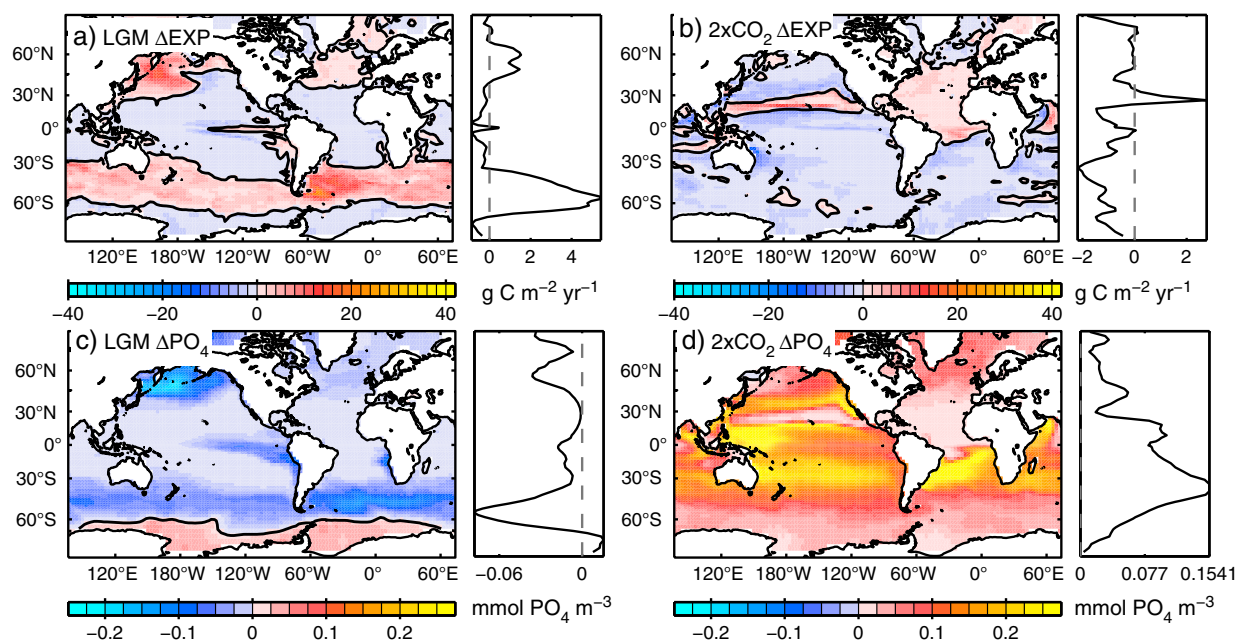 a) LGM ΔEXP
b) 2xCO₂ ΔEXP
60°N
30°N
0°
30°S
60°S
60°N
30°N
0°
30°S
60°S
120°E 180°W 120°W 60°W 0° 60°E
0 2 4
120°E 180°W 120°W 60°W 0° 60°E
−2 0 2
−40 −20 0 20 40
g C m⁻² yr⁻¹
−40 −20 0 20 40
g C m⁻² yr⁻¹
c) LGM ΔPO₄
d) 2xCO₂ ΔPO₄
60°N
30°N
0°
30°S
60°S
60°N
30°N
0°
30°S
60°S
120°E 180°W 120°W 60°W 0° 60°E
−0.06 0
120°E 180°W 120°W 60°W 0° 60°E
0 0.077 0.1541
−0.2 −0.1 0 0.1 0.2
mmol PO₄ m⁻³
−0.2 −0.1 0 0.1 0.2
mmol PO₄ m⁻³